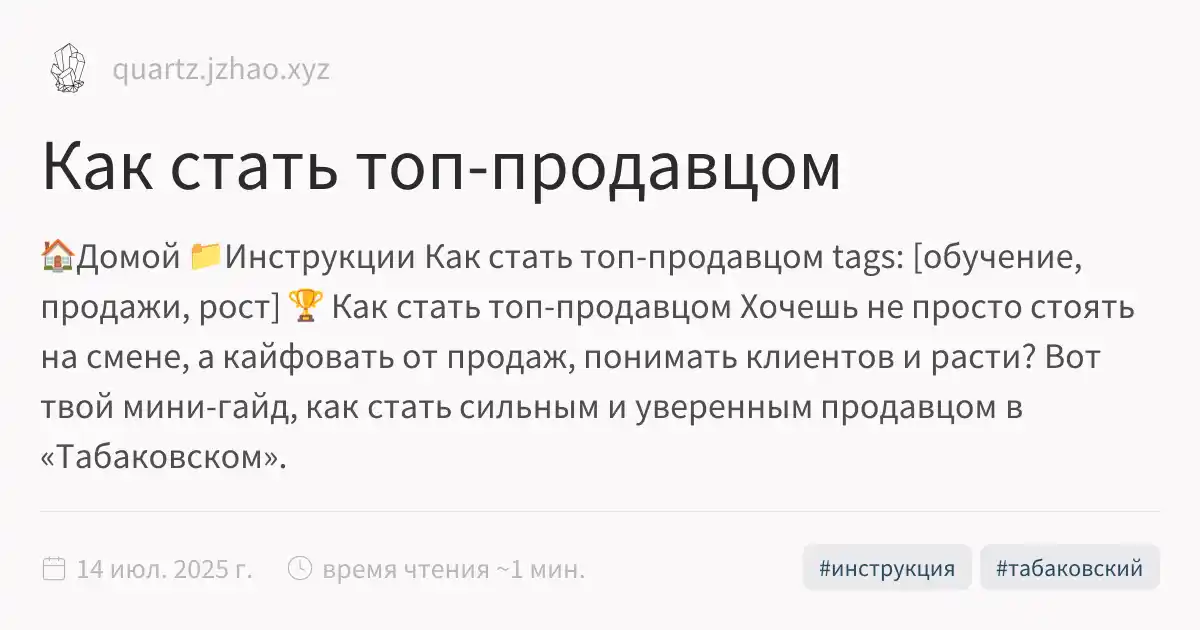 quartz.jzhao.xyz
Как стать топ-продавцом
🏠Домой 📁Инструкции Как стать топ-продавцом tags: [обучение,
продажи, рост] 🏆 Как стать топ-продавцом Хочешь не просто стоять
на смене, а кайфовать от продаж, понимать клиентов и расти? Вот
твой мини-гайд, как стать сильным и уверенным продавцом в
«Табаковском».
14 июл. 2025 г. время чтения ~1 мин. #инструкция #табаковский